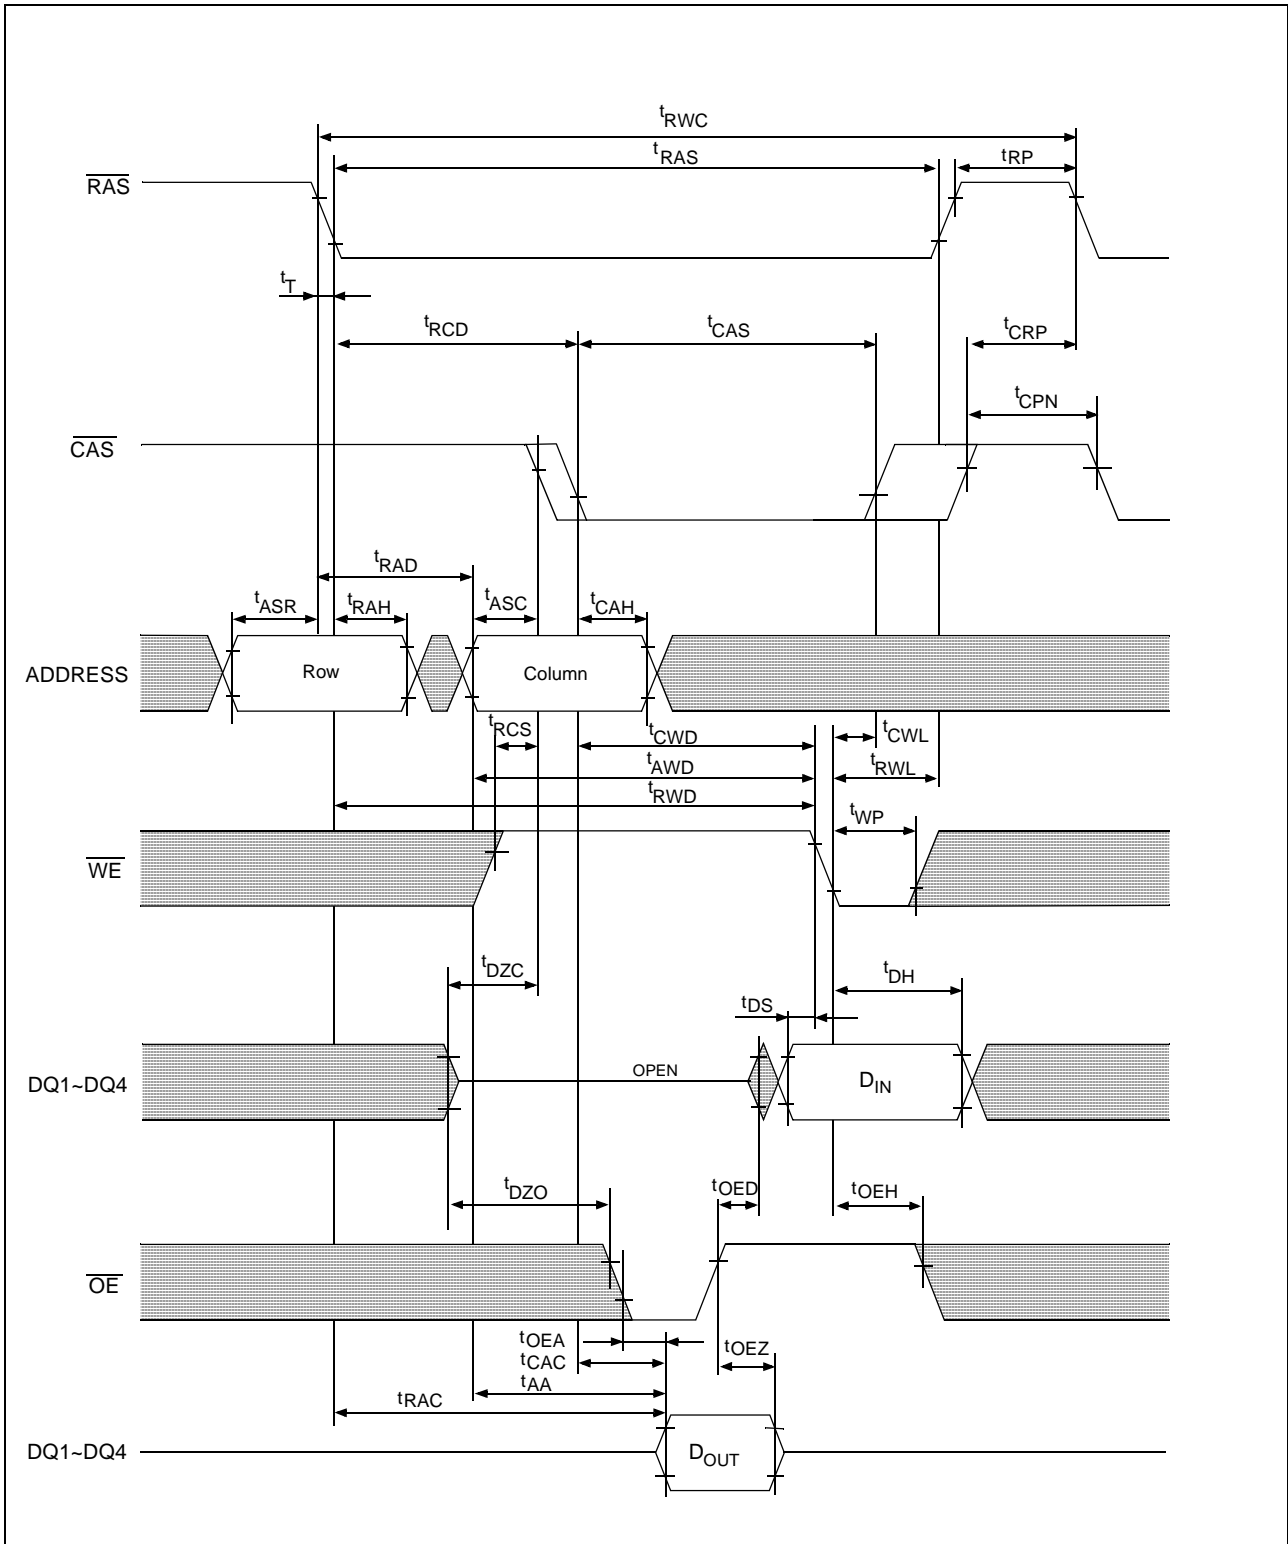 tRWC
tRAS
tRP
RAS
tT
tRCD
tCAS
tCRP
tCPN
CAS
tRAD
tASR
tRAH
tASC
tCAH
ADDRESS
Row
Column
tRCS
tCWD
tCWL
tAWD
tRWL
tRWD
tWP
WE
tDZC
tDH
tDS
DQ1~DQ4
OPEN
DIN
tDZO
tOED
tOEH
OE
tOEA
tOEZ
tCAC
tAA
tRAC
DQ1~DQ4
DOUT